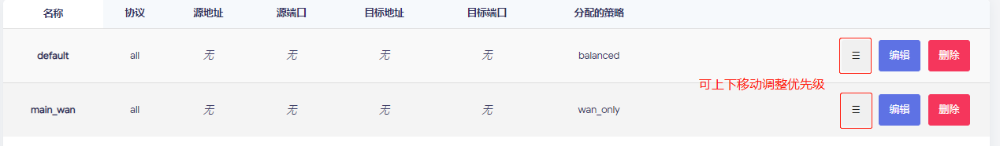 名称 协议 源地址 源端口 目标地址 目标端口 分配的策略
default all 无 无 无 无 balanced ☰ 编辑 删除
可上下移动调整优先级
main_wan all 无 无 无 无 wan_only ☰ 编辑 删除